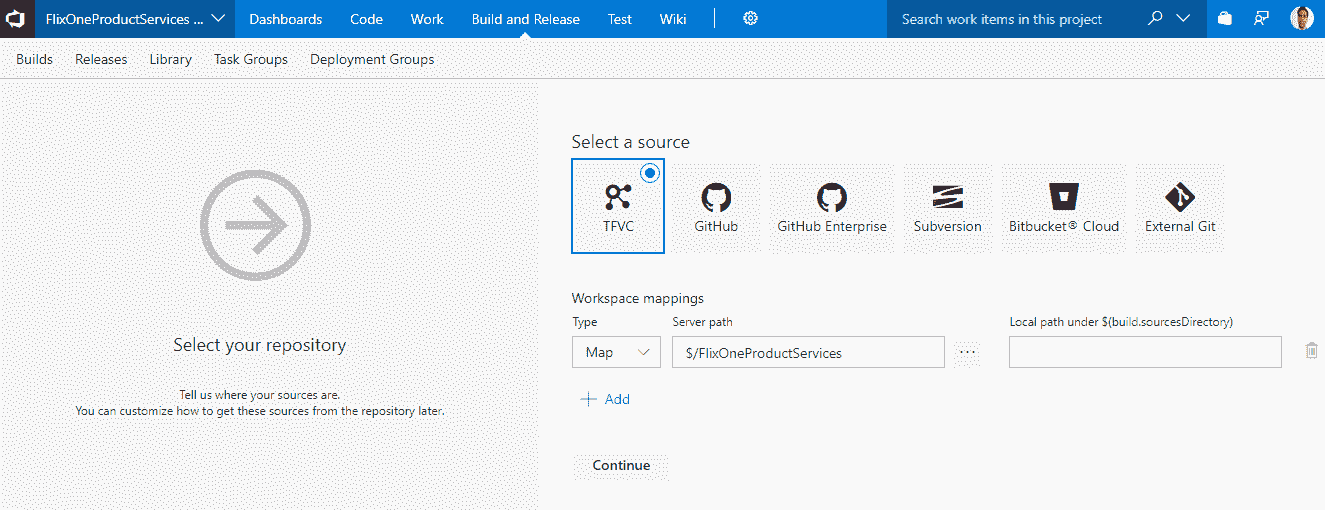 FlixOneProductServices ... Dashboards Code Work Build and Release Test Wiki Search work items in this project
Builds Releases Library Task Groups Deployment Groups
Select your repository
Tell us where your sources are.
You can customize how to get these sources from the repository later.
Select a source
TFVC GitHub GitHub Enterprise Subversion Bitbucket® Cloud External Git
Workspace mappings
Type Server path Local path under $(build.sourcesDirectory)
Map $/FlixOneProductServices ...
+ Add
Continue